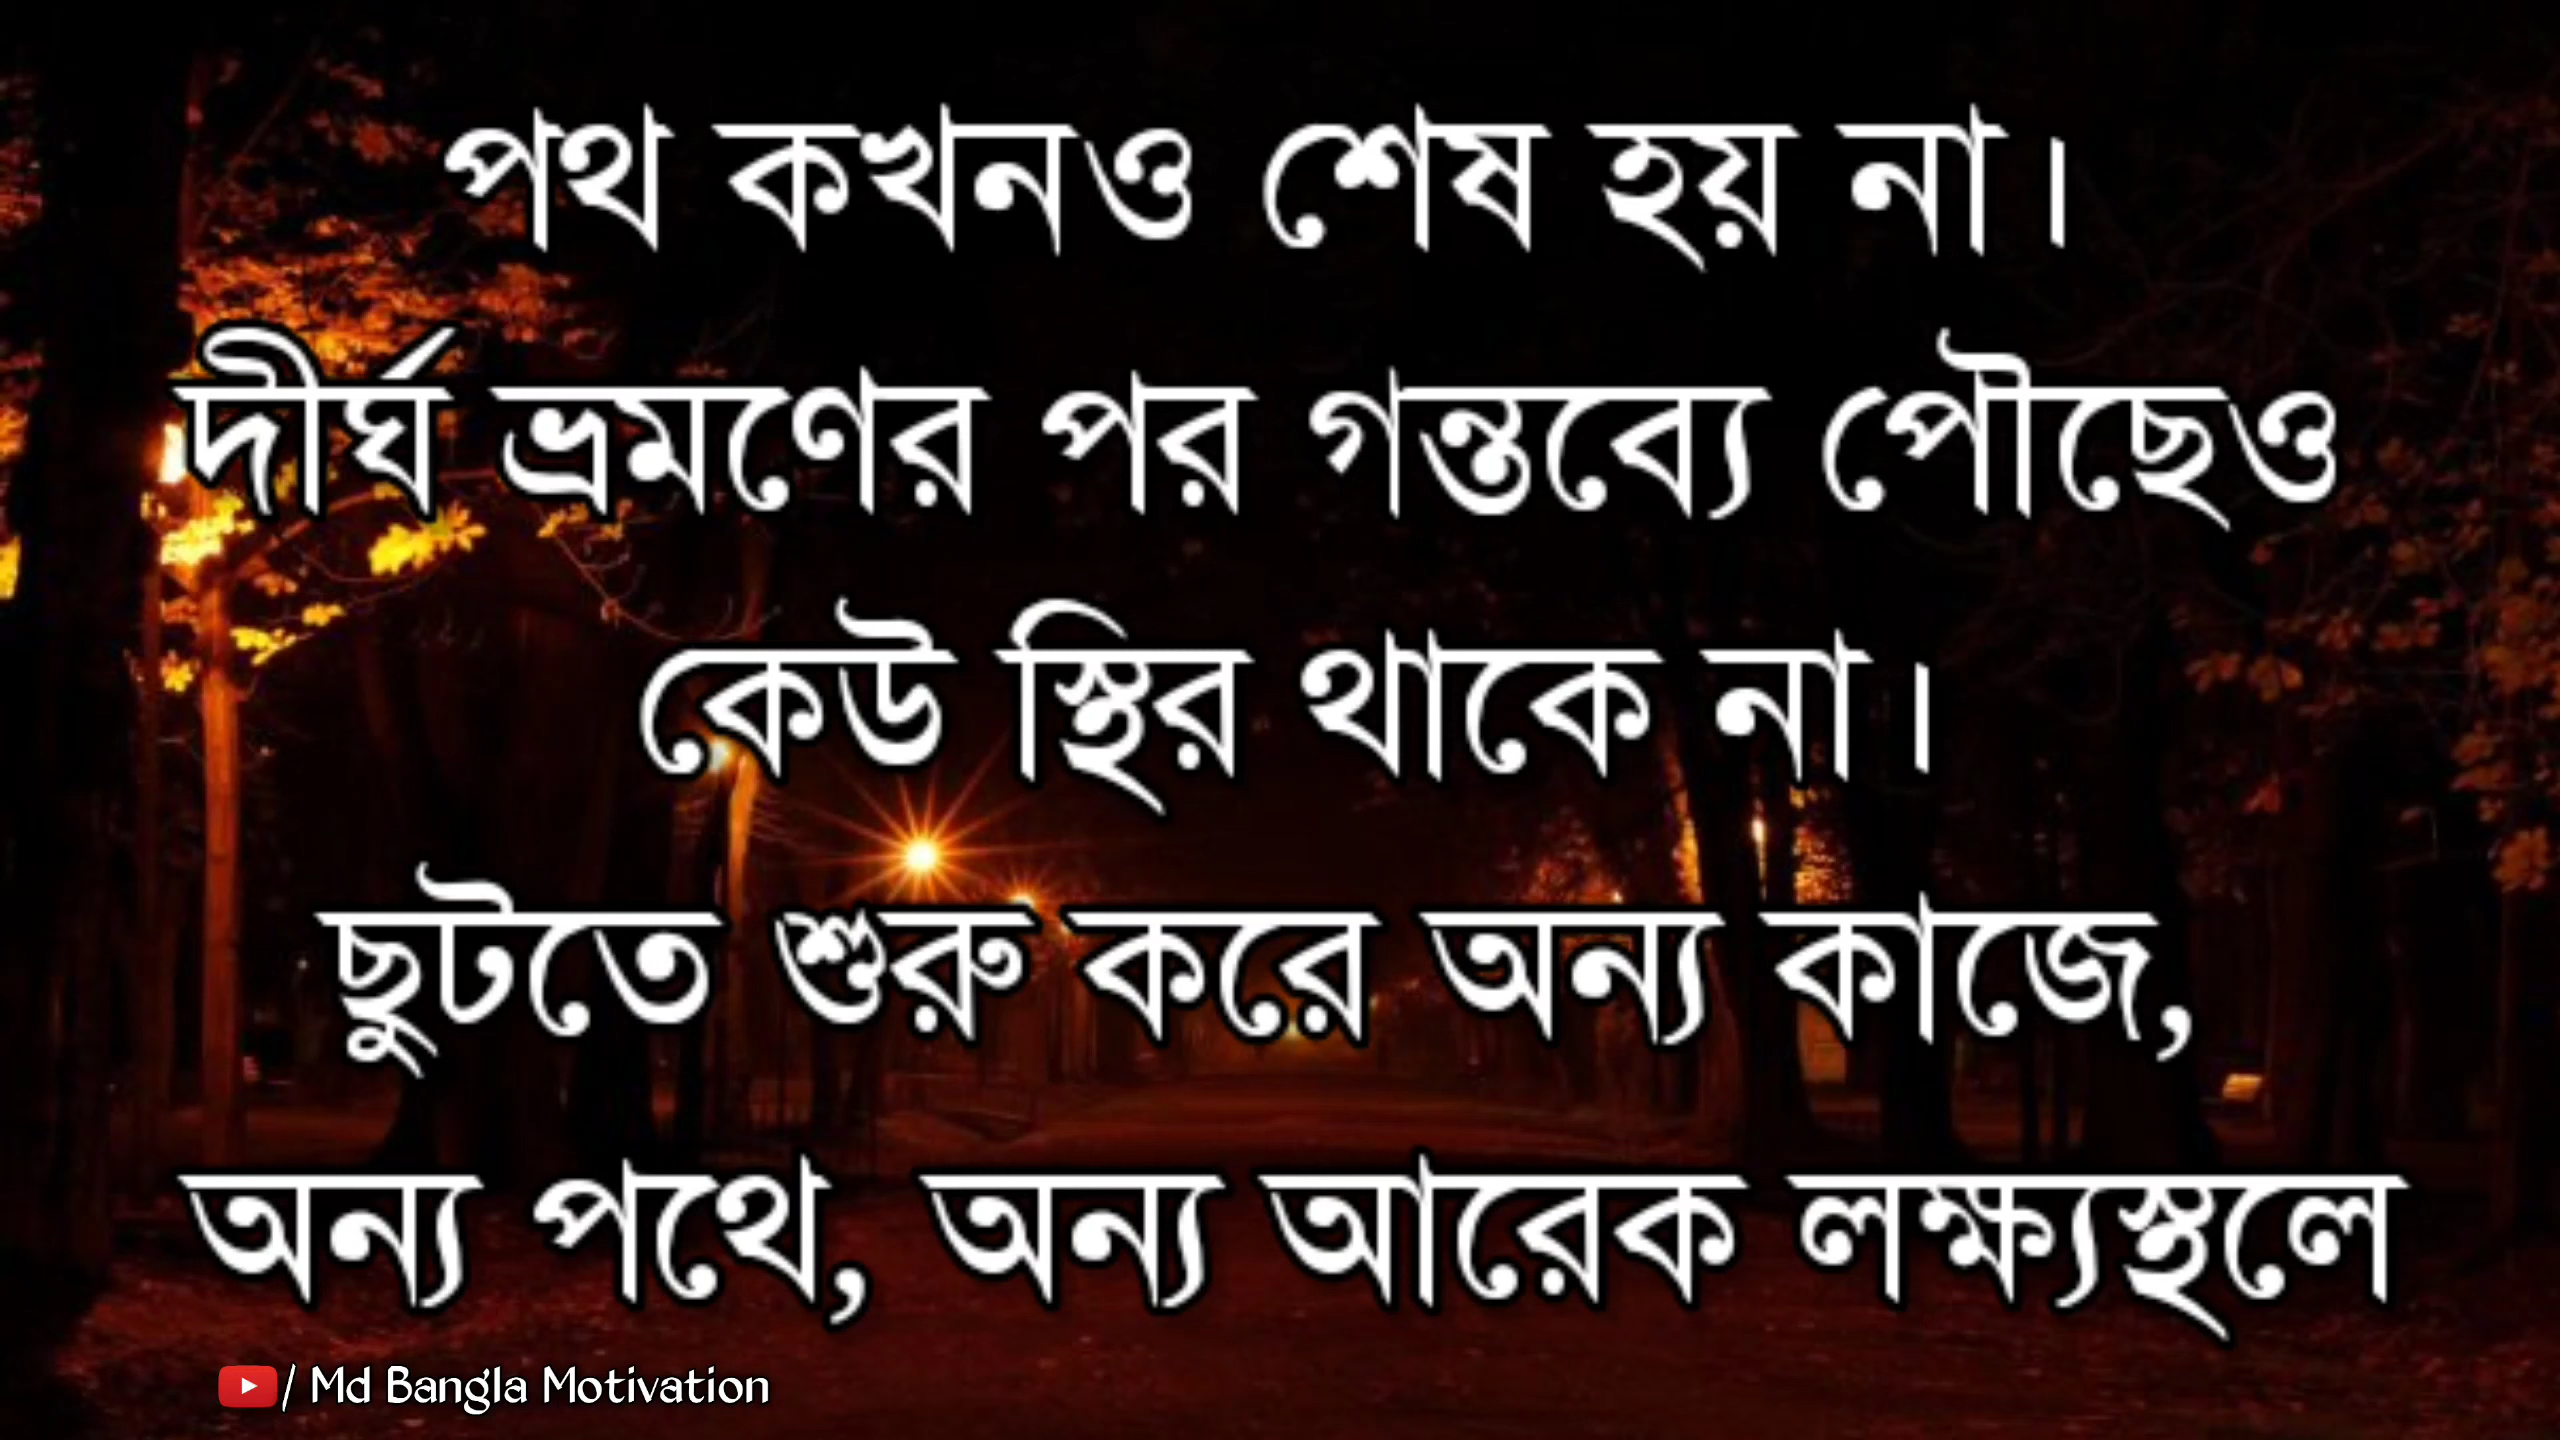 পথ কখনও শেষ হয় না।
দীর্ঘ ভ্রমণের পর গন্তব্যে পৌছেও
কেউ স্থির থাকে না।
ছুটতে শুরু করে অন্য কাজে,
অন্য পথে, অন্য আরেক লক্ষ্যস্থলে
/ Md Bangla Motivation